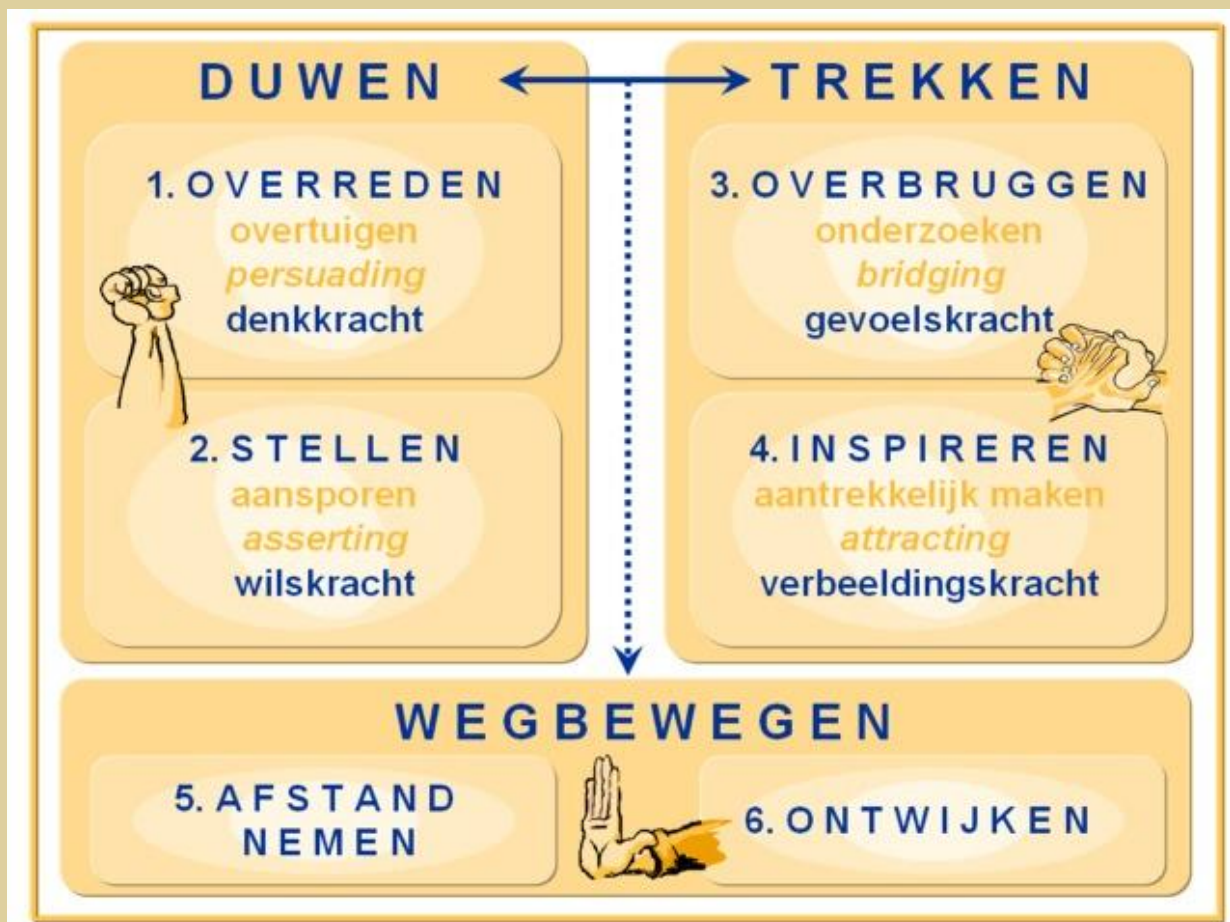 DUWEN
1. OVERREDEN
overtuigen
persuading
denkkracht
2. STELLEN
aansporen
asserting
wilskracht
TREKKEN
3. OVERBRUGGEN
onderzoeken
bridging
gevoelskracht
4. INSPIREREN
aantrekkelijk maken
attracting
verbeeldingskracht
WEGBEWEGEN
5. AFSTAND
NEMEN
6. ONTWIJKEN